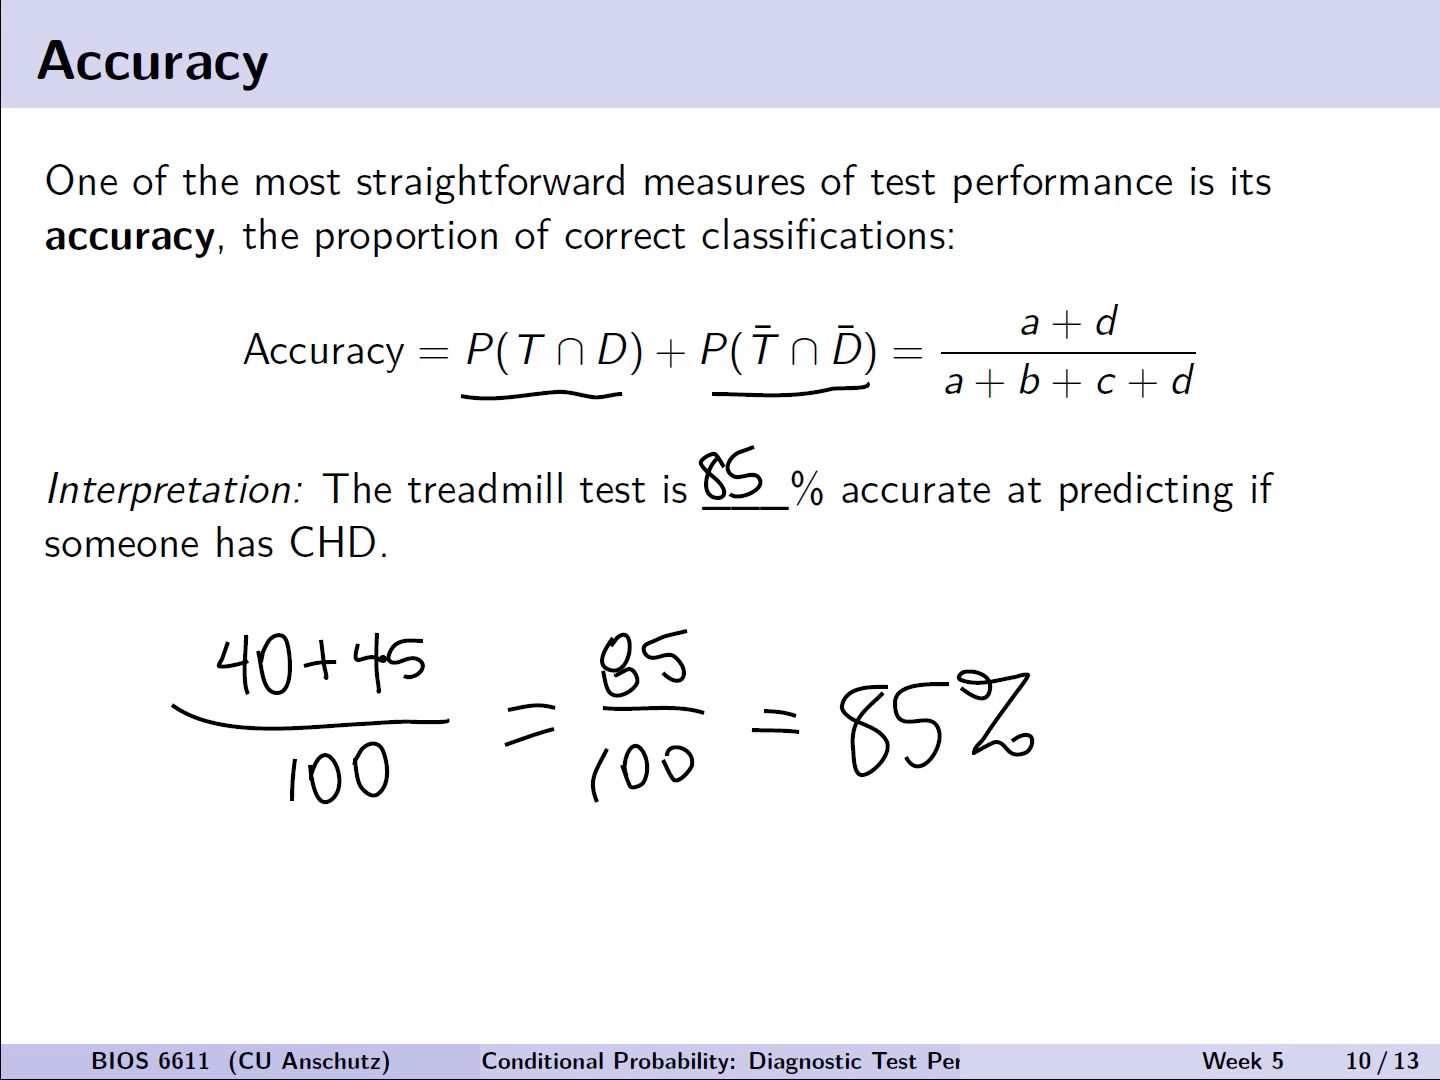 Accuracy
One of the most straightforward measures of test performance is its
accuracy, the proportion of correct classifications:
Accuracy = P(T ∩ D) + P(T̄ ∩ D̄) = (a + d) / (a + b + c + d)
Interpretation: The treadmill test is 85% accurate at predicting if
someone has CHD.
(40 + 45) / 100 = 85 / 100 = 85%
BIOS 6611 (CU Anschutz) Conditional Probability: Diagnostic Test Per Week 5 10 / 13